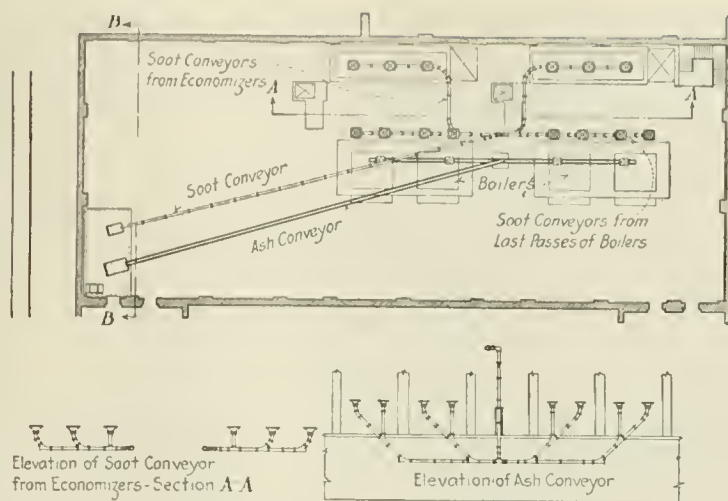 B
Soot Conveyors
from Economizers
A
A
Soot Conveyor
Boilers
Ash Conveyor
Soot Conveyors from
Last Passes of Boilers
B
Elevation of Soot Conveyor
from Economizers - Section A-A
Elevation of Ash Conveyor